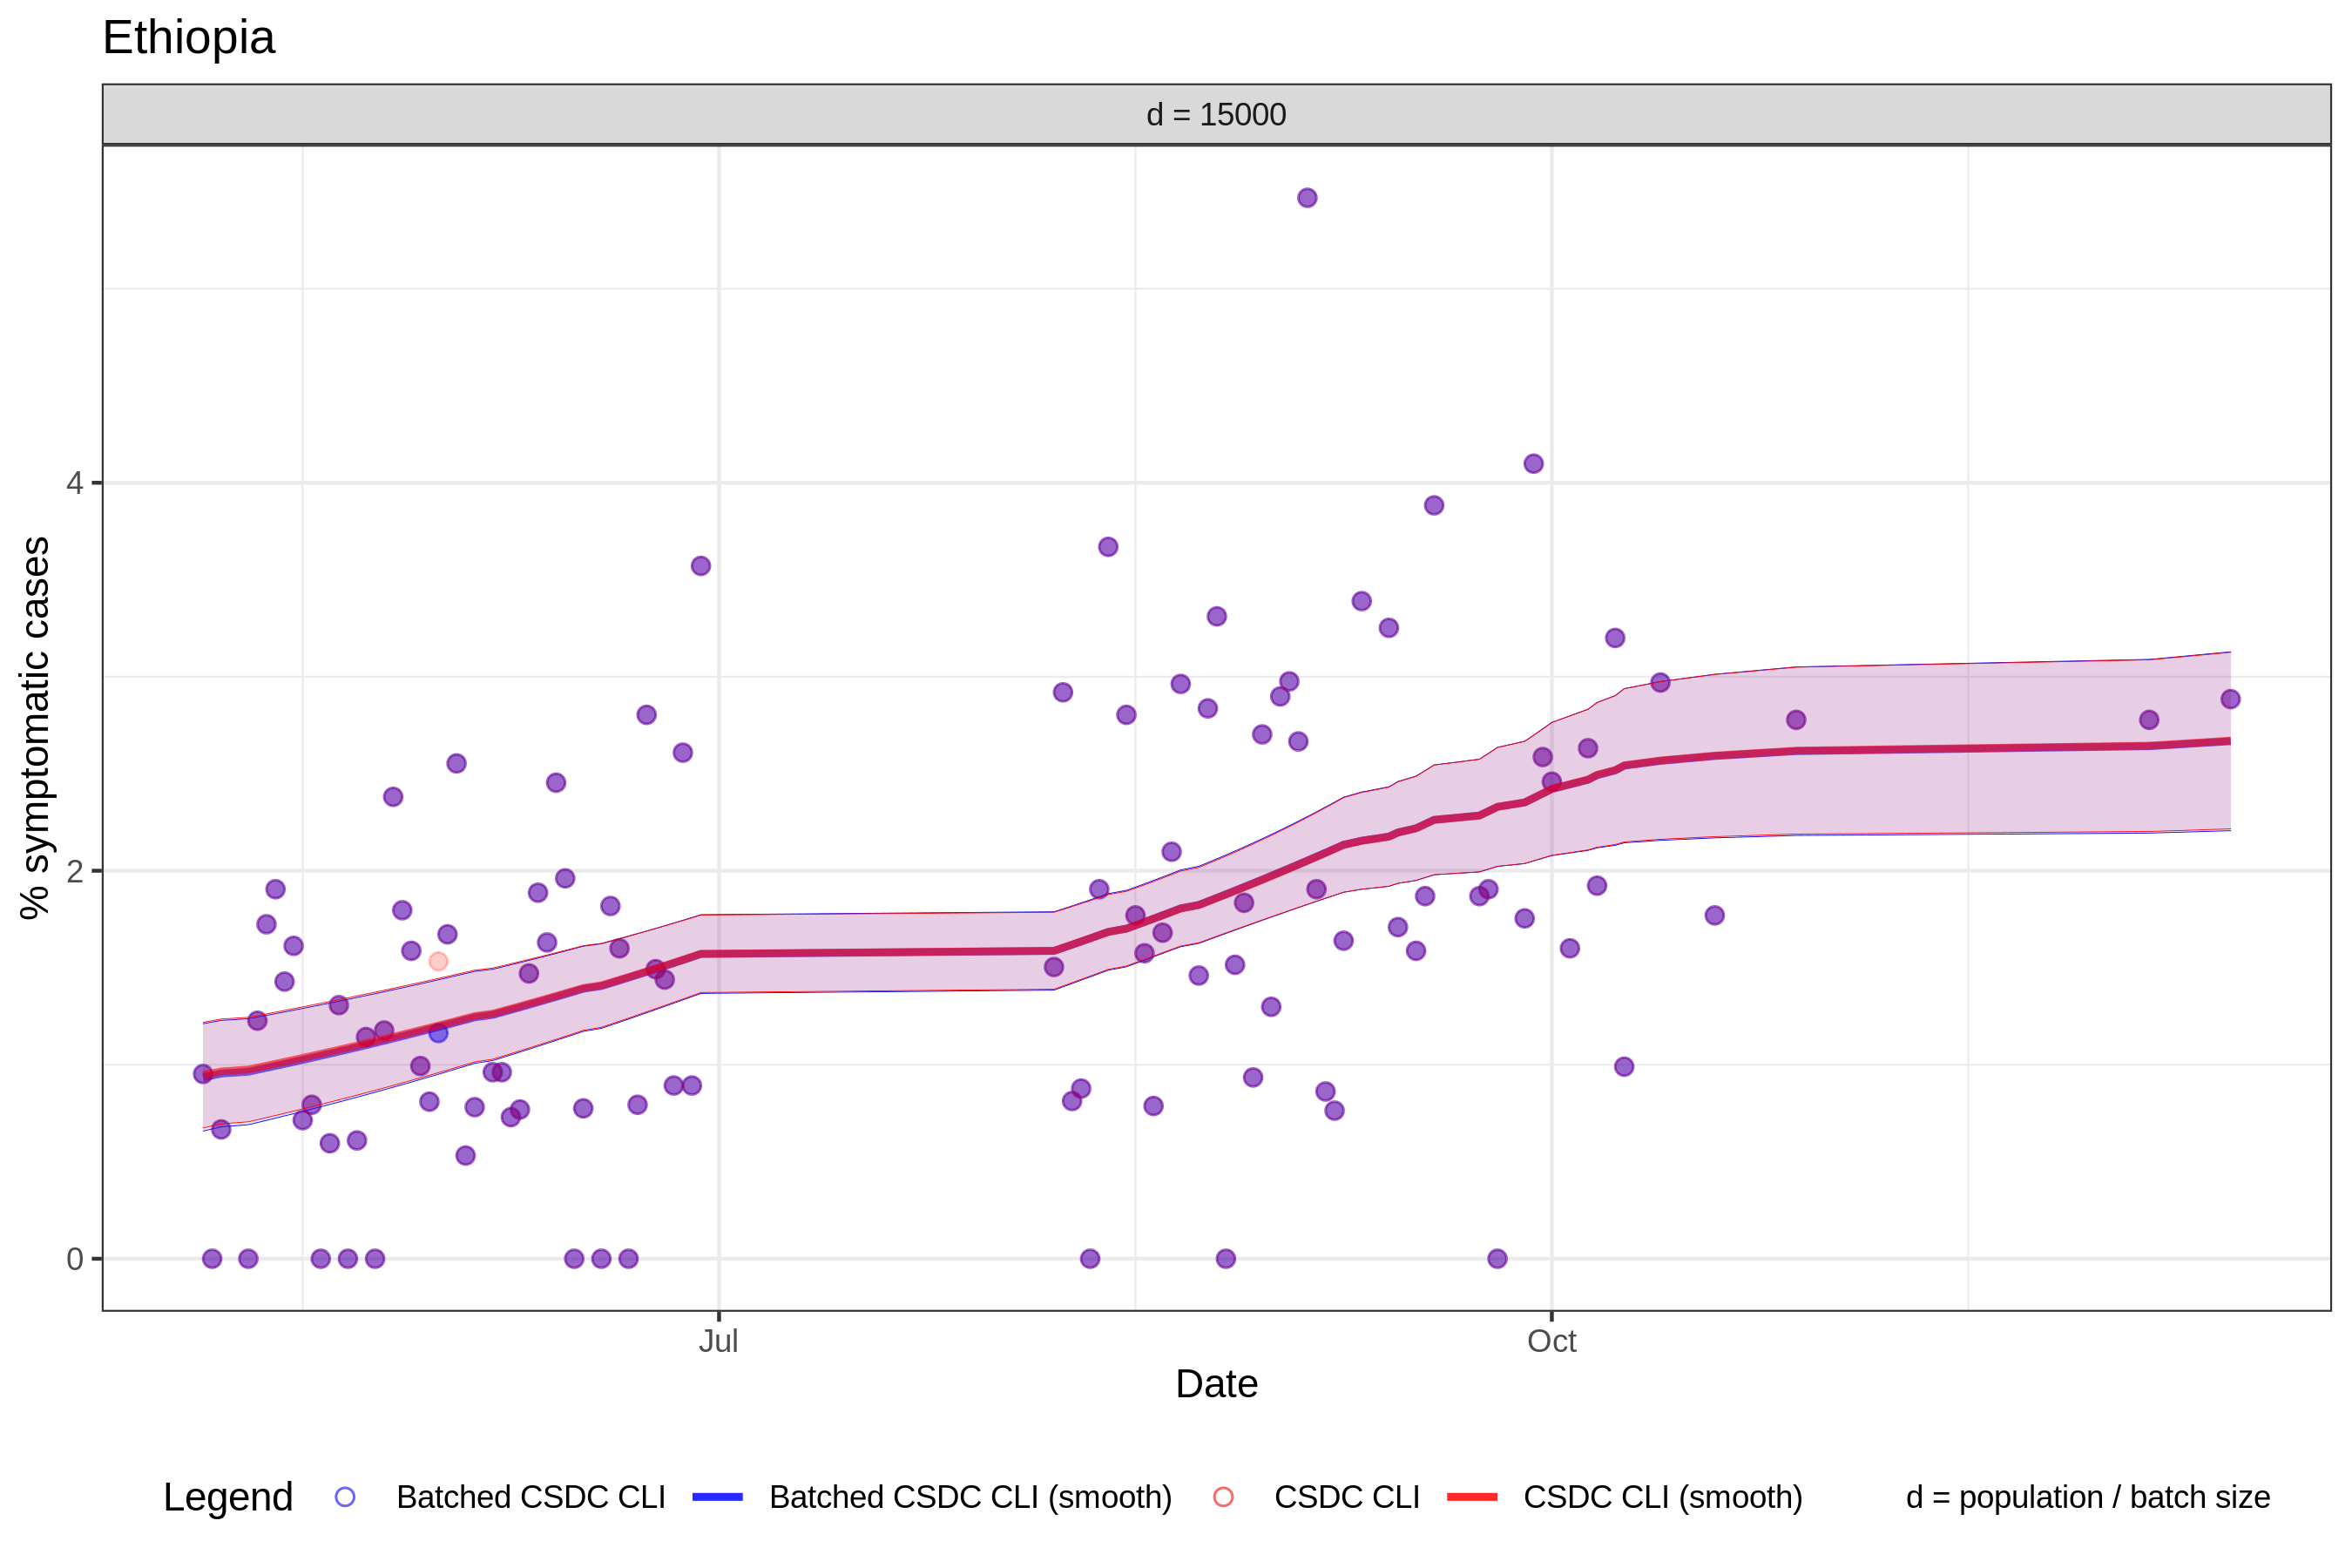 Ethiopia
d = 15000
% symptomatic cases
4
2
0
Jul
Oct
Date
Legend
Batched CSDC CLI
Batched CSDC CLI (smooth)
CSDC CLI
CSDC CLI (smooth)
d = population / batch size